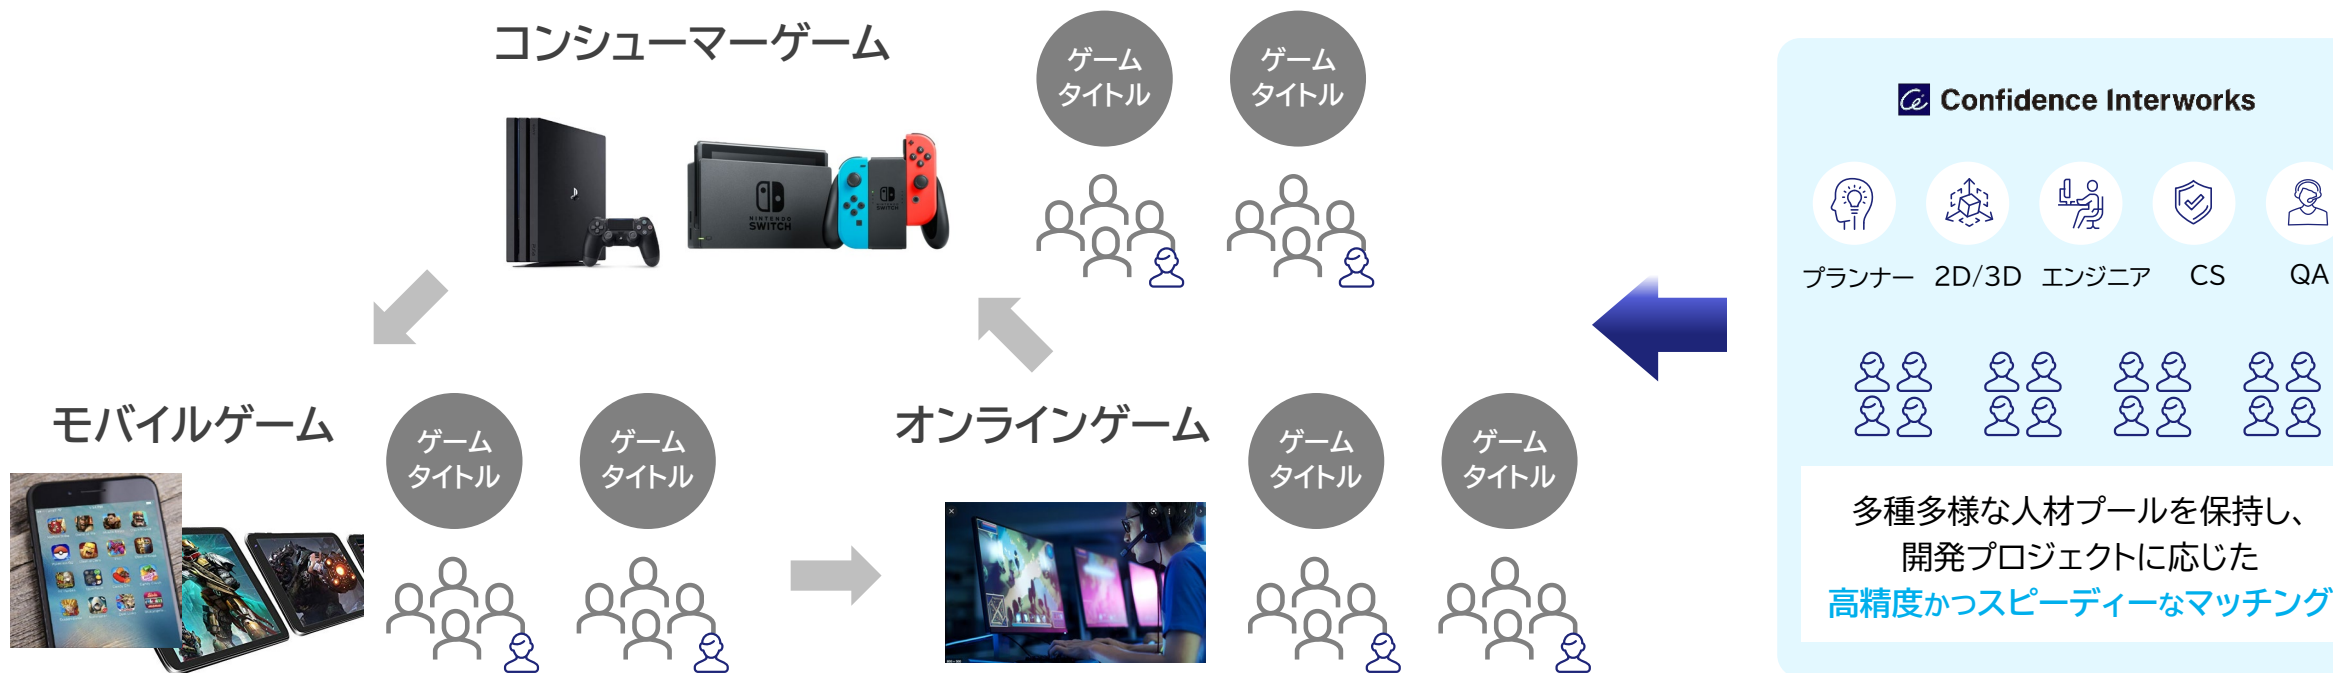 コンシューマーゲーム
ゲーム
タイトル
ゲーム
タイトル
NINTENDO
SWITCH
モバイルゲーム
ゲーム
タイトル
ゲーム
タイトル
オンラインゲーム
ゲーム
タイトル
ゲーム
タイトル
Confidence Interworks
プランナー 2D/3D エンジニア CS QA
多種多様な人材プールを保持し、
開発プロジェクトに応じた
高精度かつスピーディーなマッチング